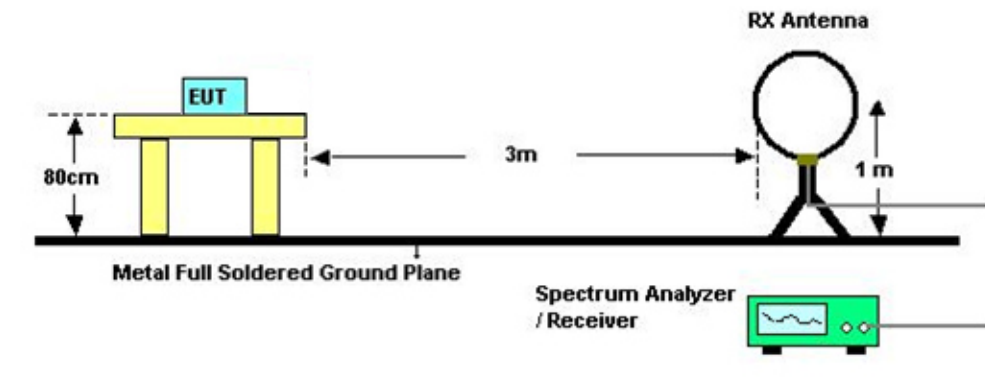 RX Antenna
EUT
80cm
3m
1 m
Metal Full Soldered Ground Plane
Spectrum Analyzer
/ Receiver